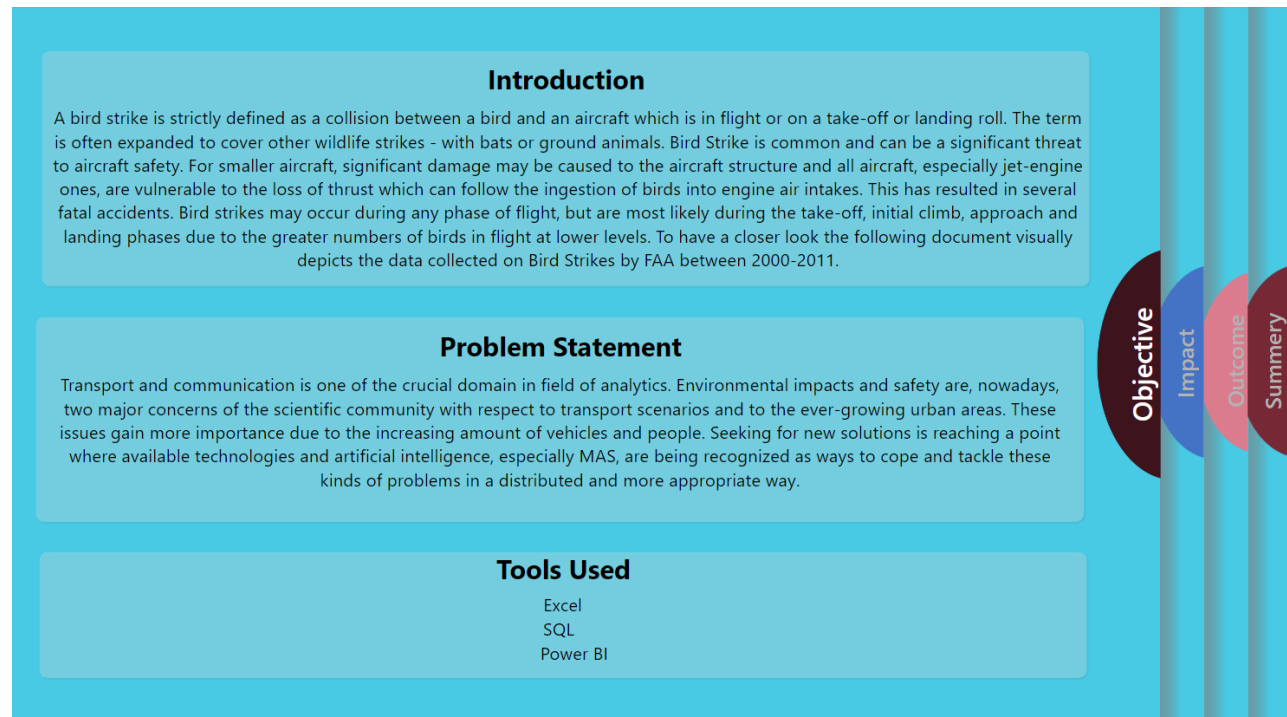 Introduction
A bird strike is strictly defined as a collision between a bird and an aircraft which is in flight or on a take-off or landing roll. The term
is often expanded to cover other wildlife strikes - with bats or ground animals. Bird Strike is common and can be a significant threat
to aircraft safety. For smaller aircraft, significant damage may be caused to the aircraft structure and all aircraft, especially jet-engine
ones, are vulnerable to the loss of thrust which can follow the ingestion of birds into engine air intakes. This has resulted in several
fatal accidents. Bird strikes may occur during any phase of flight, but are most likely during the take-off, initial climb, approach and
landing phases due to the greater numbers of birds in flight at lower levels. To have a closer look the following document visually
depicts the data collected on Bird Strikes by FAA between 2000-2011.
Problem Statement
Transport and communication is one of the crucial domain in field of analytics. Environmental impacts and safety are, nowadays,
two major concerns of the scientific community with respect to transport scenarios and to the ever-growing urban areas. These
issues gain more importance due to the increasing amount of vehicles and people. Seeking for new solutions is reaching a point
where available technologies and artificial intelligence, especially MAS, are being recognized as ways to cope and tackle these
kinds of problems in a distributed and more appropriate way.
Tools Used
Excel
SQL
Power BI
Objective
Impact
Outcome
Summery